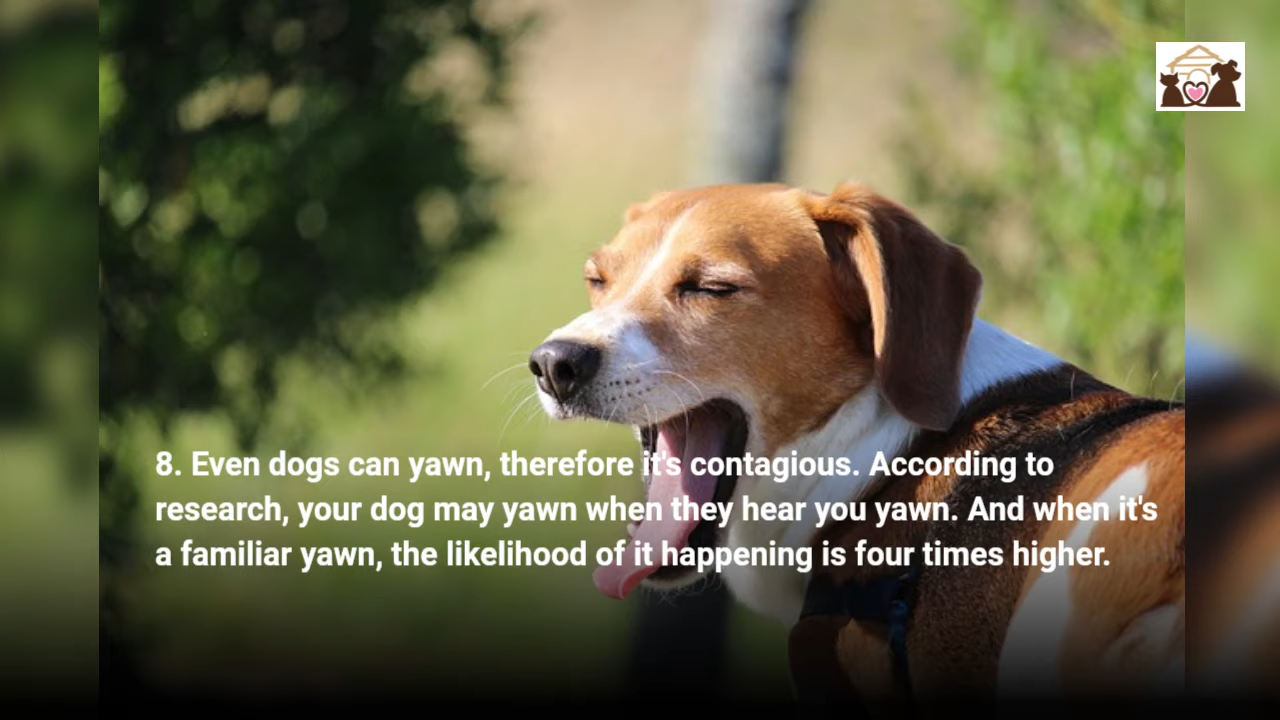 8. Even dogs can yawn, therefore it's contagious. According to
research, your dog may yawn when they hear you yawn. And when it's
a familiar yawn, the likelihood of it happening is four times higher.